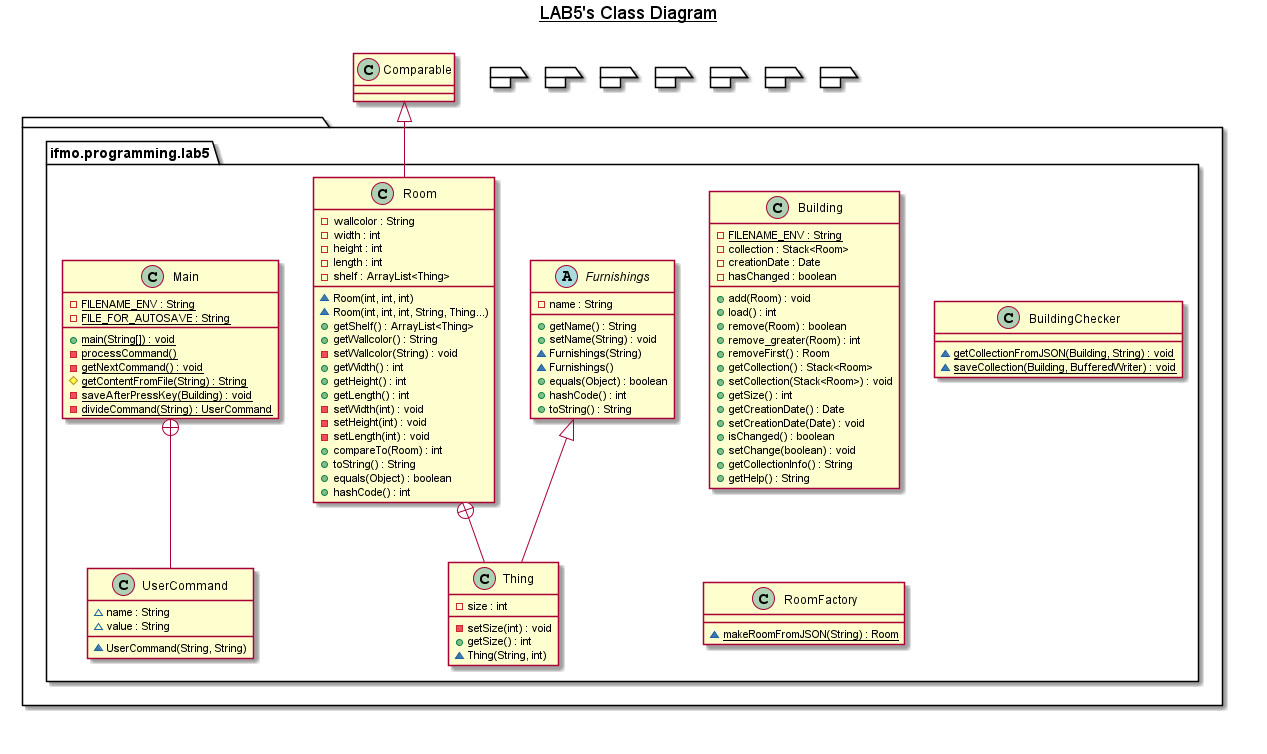 LAB5's Class Diagram
C Comparable
ifmo.programming.lab5
C Main
FILENAME_ENV : String
FILE_FOR_AUTOSAVE : String
main(String[]) : void
processCommand()
getNextCommand() : void
getContentFromFile(String) : String
saveAfterPressKey(Building) : void
divideCommand(String) : UserCommand
C Room
wallcolor : String
width : int
height : int
length : int
shelf : ArrayList<Thing>
Room(int, int, int)
Room(int, int, int, String, Thing...)
getShelf() : ArrayList<Thing>
getWallcolor() : String
setWallcolor(String) : void
getWidth() : int
getHeight() : int
getLength() : int
setWidth(int) : void
setHeight(int) : void
setLength(int) : void
compareTo(Room) : int
toString() : String
equals(Object) : boolean
hashCode() : int
A Furnishings
name : String
getName() : String
setName(String) : void
Furnishings(String)
Furnishings()
equals(Object) : boolean
hashCode() : int
toString() : String
C Building
FILENAME_ENV : String
collection : Stack<Room>
creationDate : Date
hasChanged : boolean
add(Room) : void
load() : int
remove(Room) : boolean
remove_greater(Room) : int
removeFirst() : Room
getCollection() : Stack<Room>
setCollection(Stack<Room>) : void
getSize() : int
getCreationDate() : Date
setCreationDate(Date) : void
isChanged() : boolean
setChange(boolean) : void
getCollectionInfo() : String
getHelp() : String
C BuildingChecker
getCollectionFromJSON(Building, String) : void
saveCollection(Building, BufferedWriter) : void
C UserCommand
name : String
value : String
UserCommand(String, String)
C Thing
size : int
setSize(int) : void
getSize() : int
Thing(String, int)
C RoomFactory
makeRoomFromJSON(String) : Room